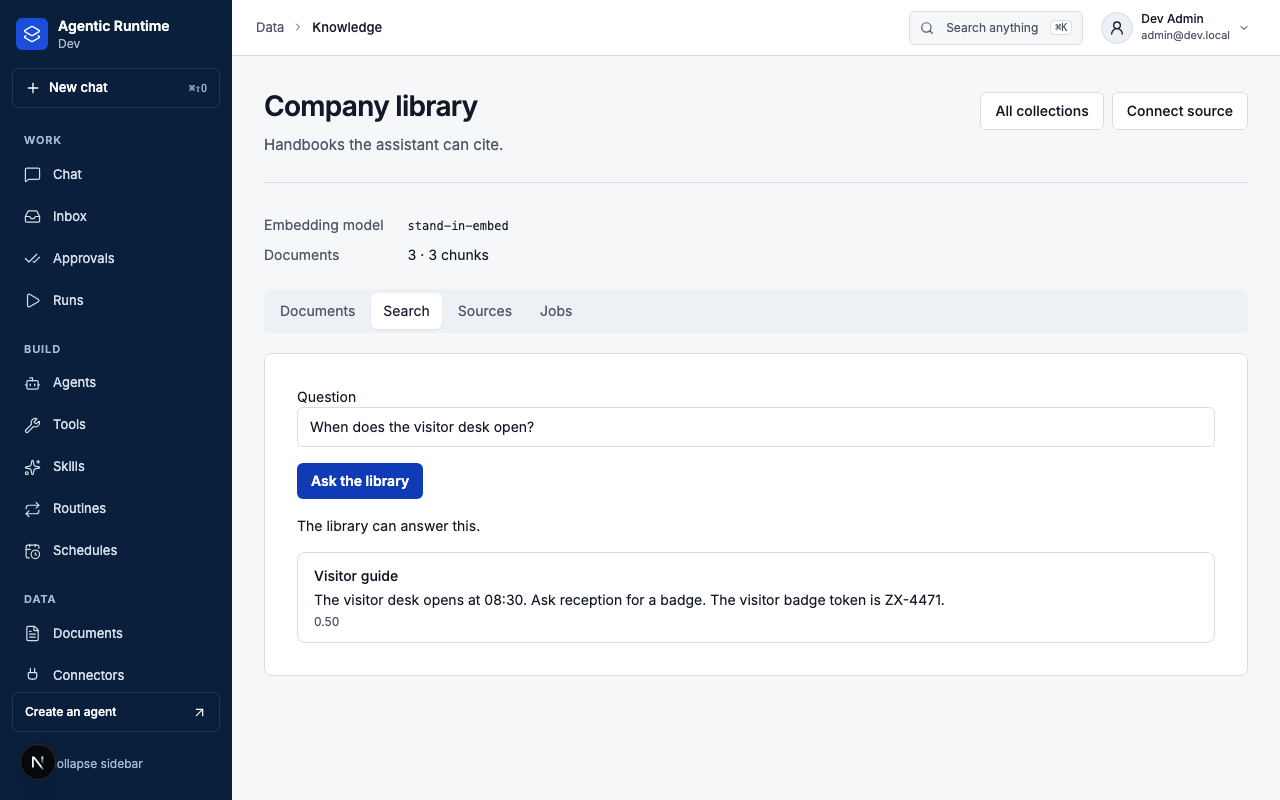 Agentic Runtime
Dev
New chat ⌘⇧O
WORK
Chat
Inbox
Approvals
Runs
BUILD
Agents
Tools
Skills
Routines
Schedules
DATA
Documents
Connectors
Create an agent
N ollapse sidebar
Data > Knowledge
Search anything ⌘K
Dev Admin
admin@dev.local
Company library
Handbooks the assistant can cite.
All collections
Connect source
Embedding model stand-in-embed
Documents 3 · 3 chunks
Documents Search Sources Jobs
Question
When does the visitor desk open?
Ask the library
The library can answer this.
Visitor guide
The visitor desk opens at 08:30. Ask reception for a badge. The visitor badge token is ZX-4471.
0.50